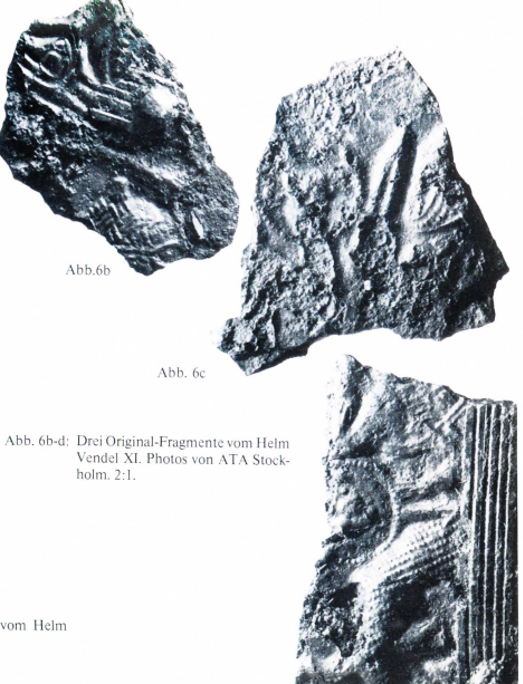 Abb.6b
Abb. 6c
Abb. 6b-d: Drei Original-Fragmente vom Helm
Vendel XI. Photos von ATA Stock-
holm. 2:1.
vom Helm